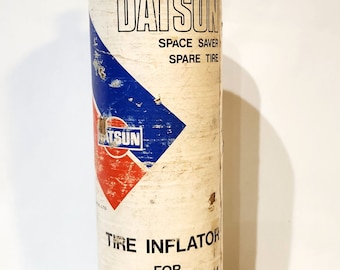 DATSUN
SPACE SAVER
SPARE TIRE
DATSUN
TIRE INFLATOR
FOR